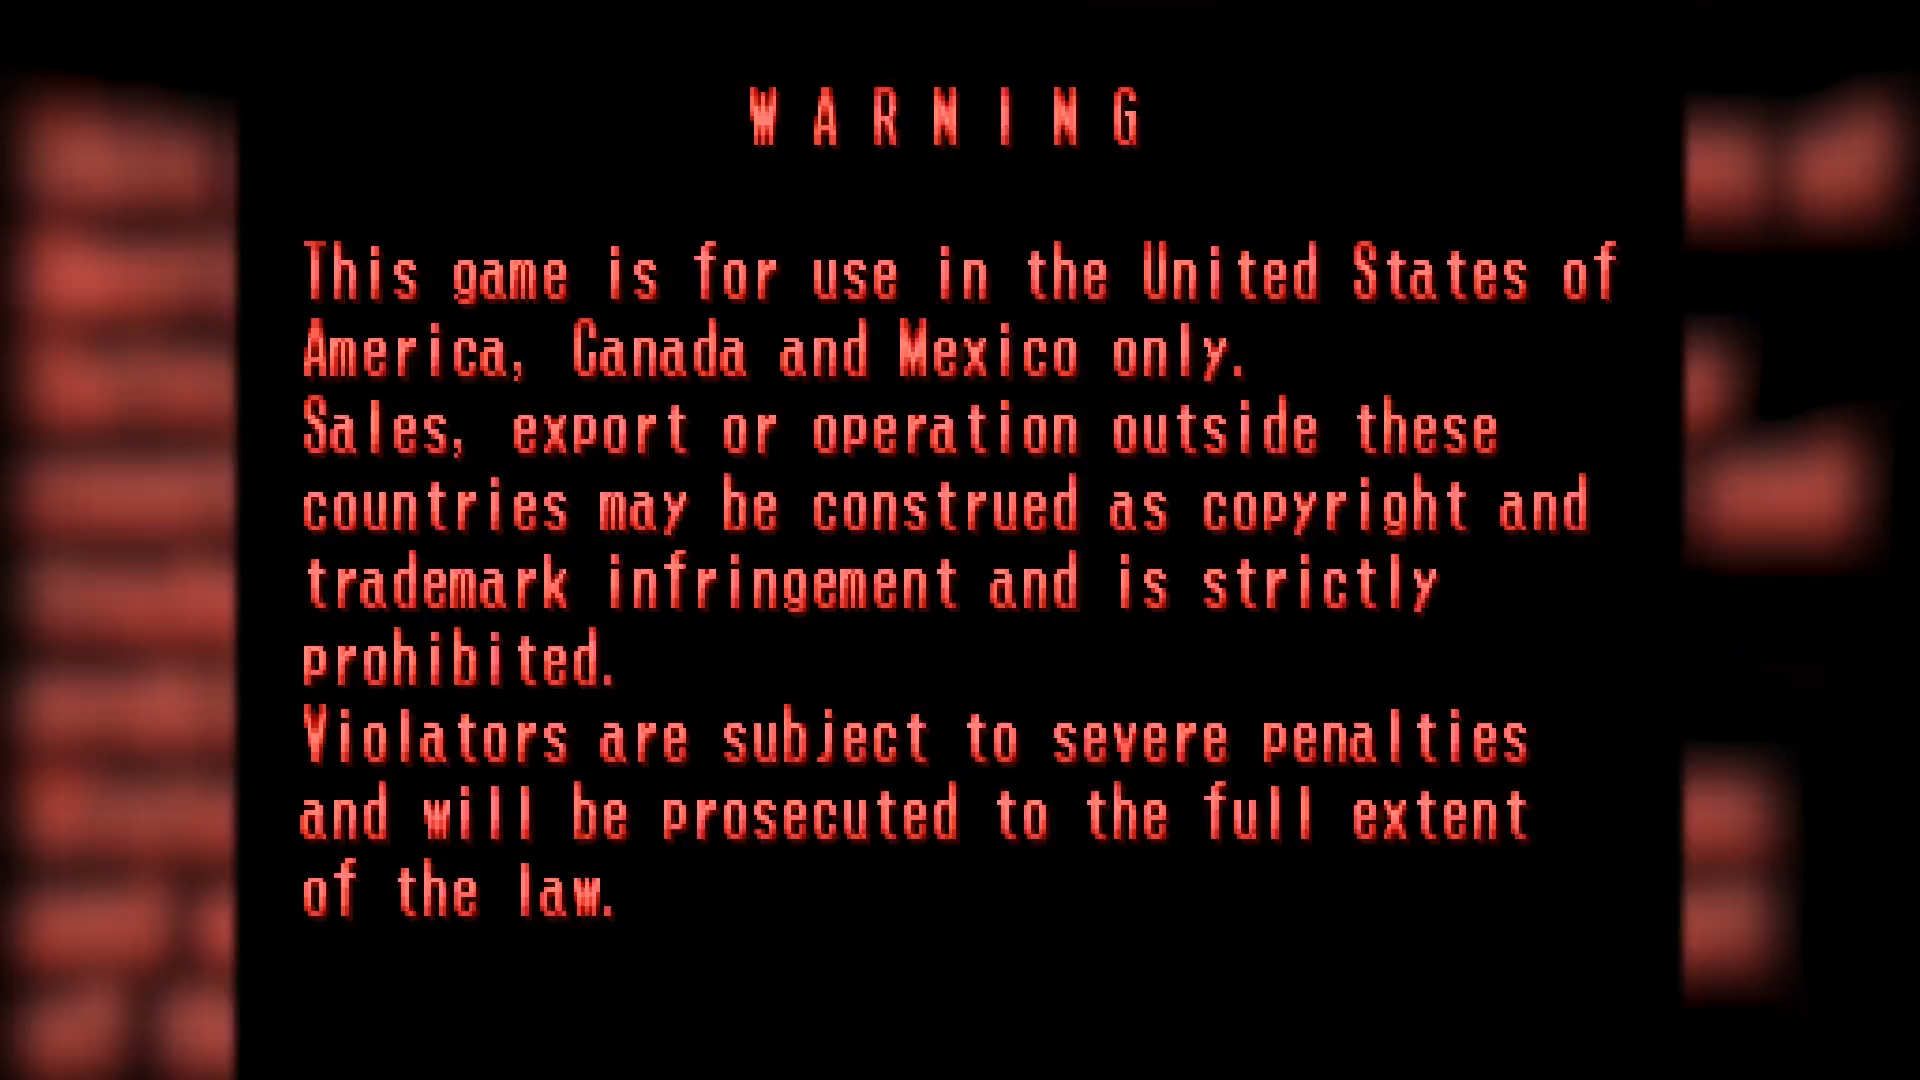 W A R N I N G
This game is for use in the United States of
America, Canada and Mexico only.
Sales, export or operation outside these
countries may be construed as copyright and
trademark infringement and is strictly
prohibited.
Violators are subject to severe penalties
and will be prosecuted to the full extent
of the law.